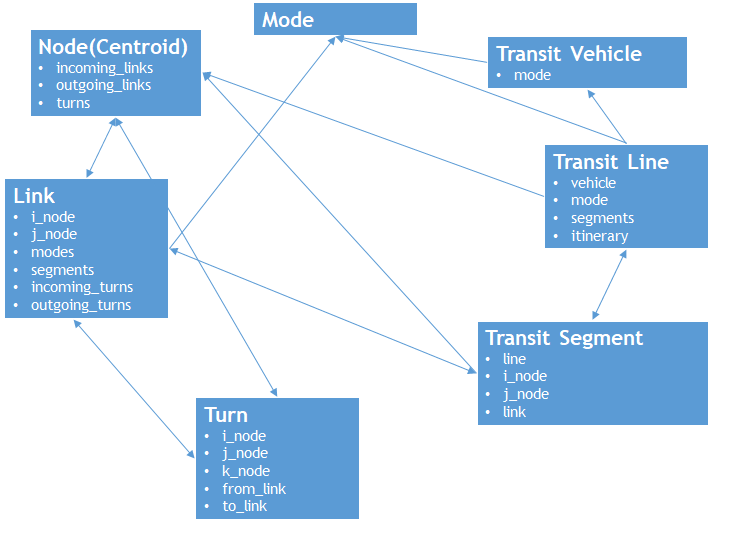 Mode
Node(Centroid)
• incoming_links
• outgoing_links
• turns
Transit Vehicle
• mode
Transit Line
• vehicle
• mode
• segments
• itinerary
Link
• i_node
• j_node
• modes
• segments
• incoming_turns
• outgoing_turns
Transit Segment
• line
• i_node
• j_node
• link
Turn
• i_node
• j_node
• k_node
• from_link
• to_link